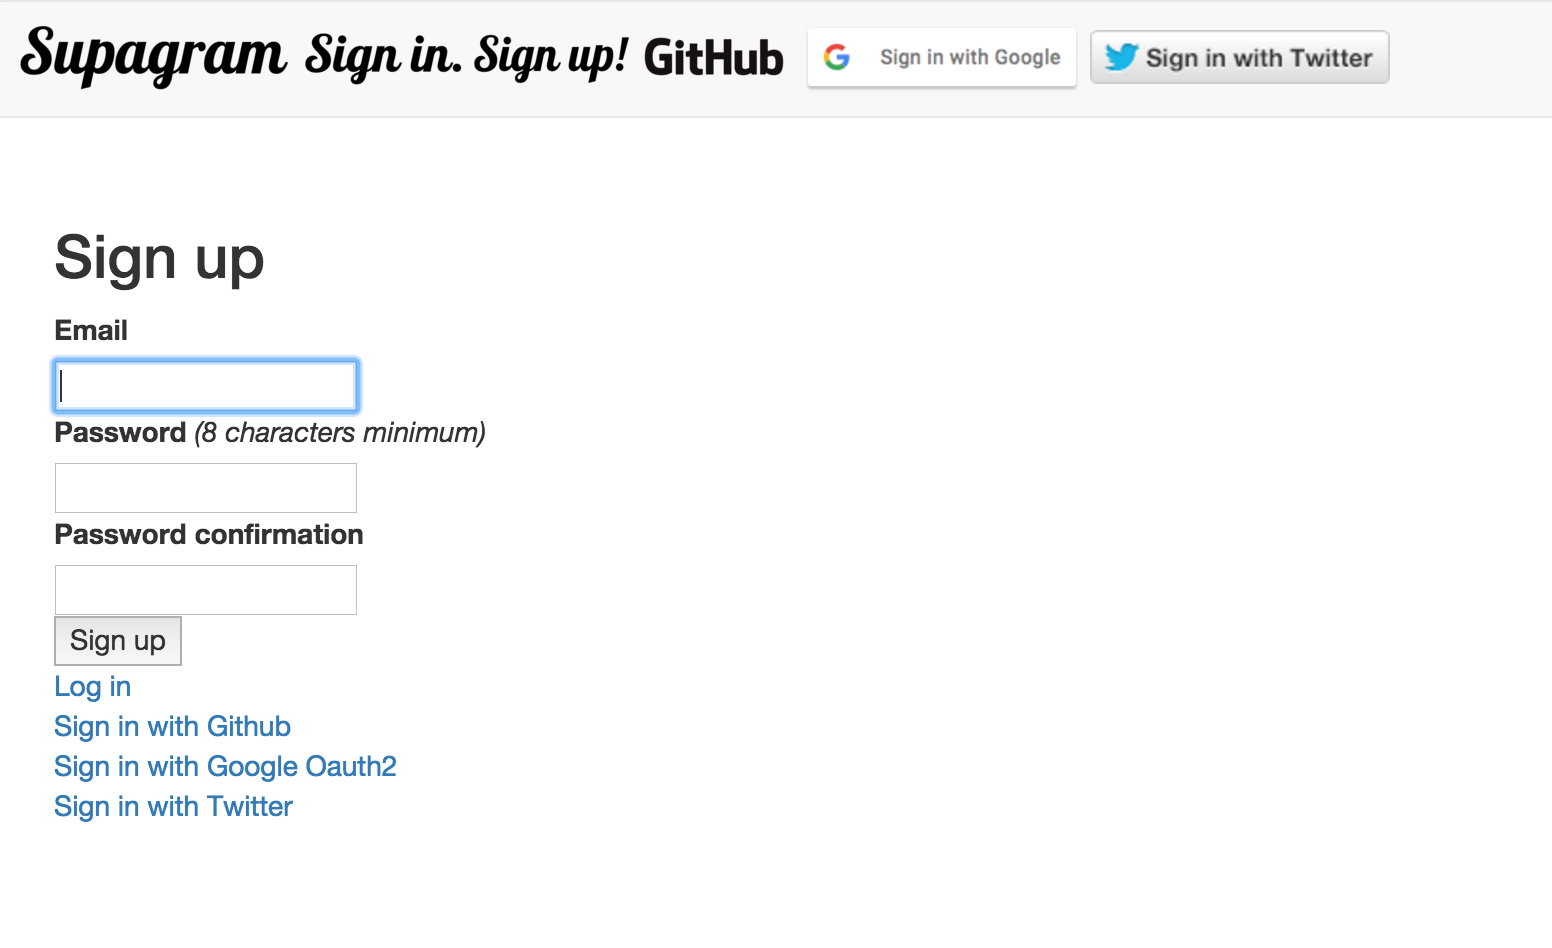 Supagram Sign in. Sign up! GitHub Sign in with Google Sign in with Twitter
Sign up
Email
Password (8 characters minimum)
Password confirmation
Sign up
Log in
Sign in with Github
Sign in with Google Oauth2
Sign in with Twitter